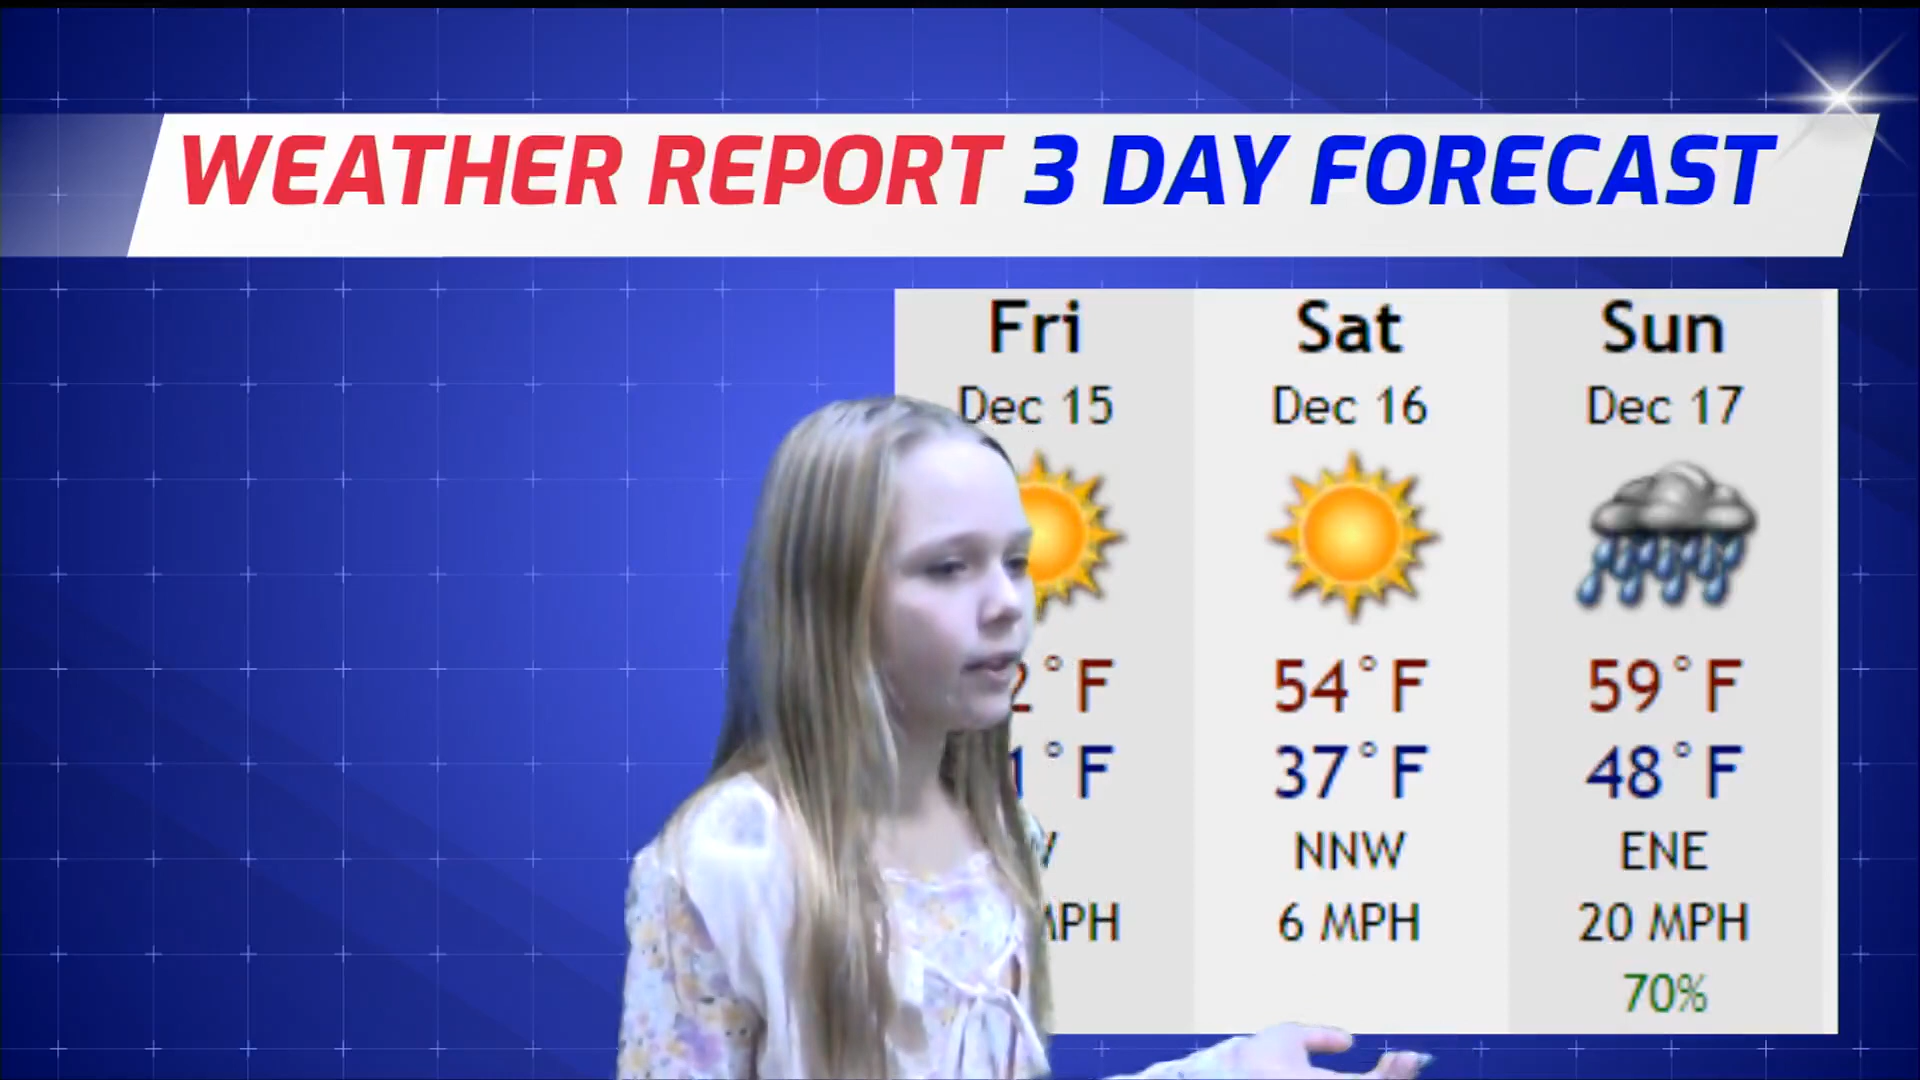 WEATHER REPORT 3 DAY FORECAST
Fri Sat Sun
Dec 15 Dec 16 Dec 17
°F 54°F 59°F
°F 37°F 48°F
NNW ENE
MPH 6 MPH 20 MPH
70%